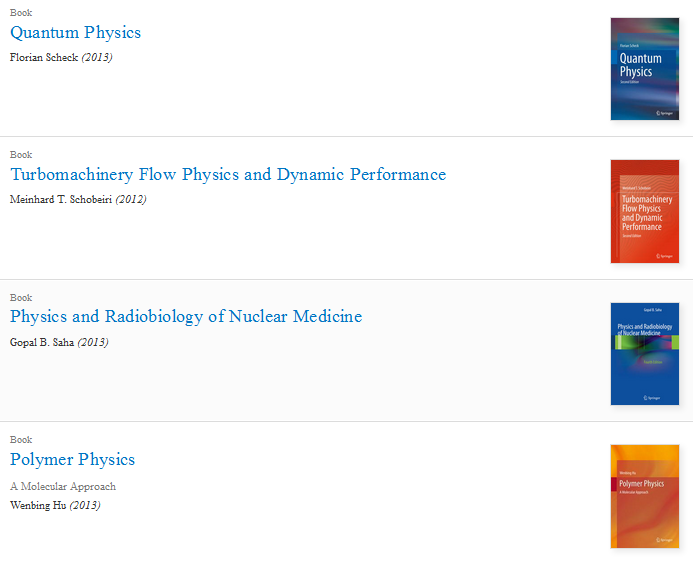 Book
Quantum Physics
Florian Scheck (2013)
Florian Scheck
Quantum
Physics
Second Edition
Springer
Book
Turbomachinery Flow Physics and Dynamic Performance
Meinhard T. Schobeiri (2012)
Meinhard T. Schobeiri
Turbomachinery
Flow Physics
and Dynamic
Performance
Second Edition
Springer
Book
Physics and Radiobiology of Nuclear Medicine
Gopal B. Saha (2013)
Gopal B. Saha
Physics and Radiobiology
of Nuclear Medicine
Springer
Book
Polymer Physics
A Molecular Approach
Wenbing Hu (2013)
Wenbing Hu
Polymer Physics
A Molecular Approach
Springer